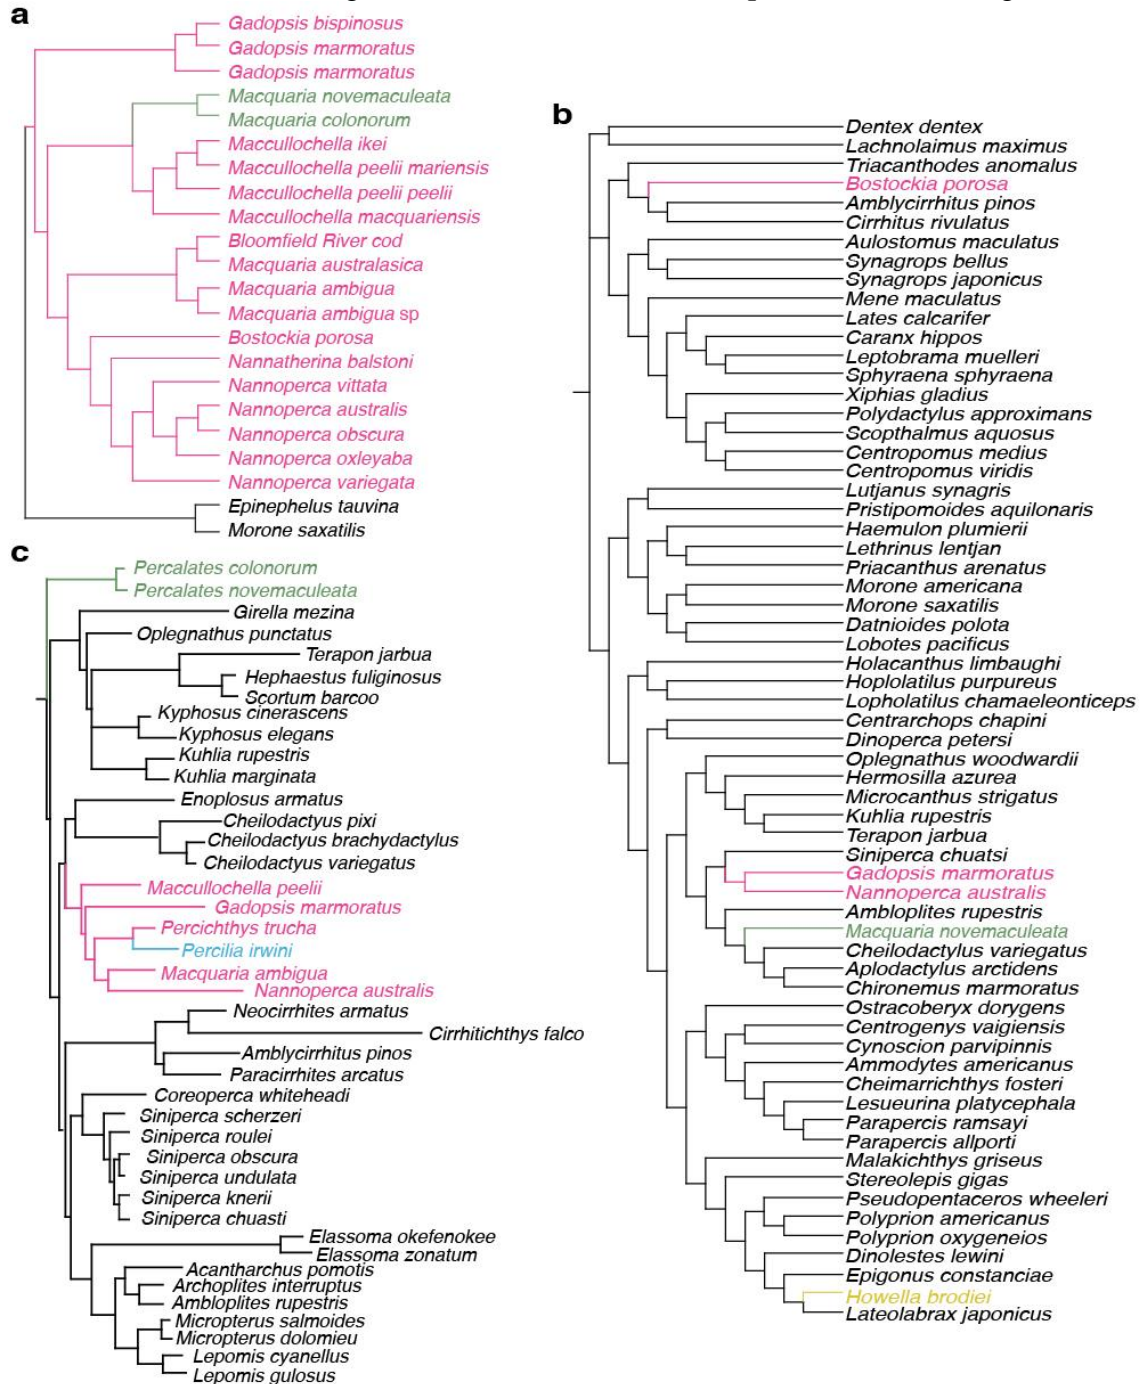 a
Gadopsis bispinosus
Gadopsis marmoratus
Gadopsis marmoratus
Macquaria novemaculeata
Macquaria colonorum
Maccullochella ikei
Maccullochella peelii mariensis
Maccullochella peelii peelii
Maccullochella macquariensis
Bloomfield River cod
Macquaria australasica
Macquaria ambigua
Macquaria ambigua sp
Bostockia porosa
Nannatherina balstoni
Nannoperca vittata
Nannoperca australis
Nannoperca obscura
Nannoperca oxleyaba
Nannoperca variegata
Epinephelus tauvina
Morone saxatilis
b
Dentex dentex
Lachnolaimus maximus
Triacanthodes anomalus
Bostockia porosa
Amblycirrhitus pinos
Cirrhitus rivulatus
Aulostomus maculatus
Synagrops bellus
Synagrops japonicus
Mene maculatus
Lates calcarifer
Caranx hippos
Leptobrama muelleri
Sphyraena sphyraena
Xiphias gladius
Polydactylus approximans
Scopthalmus aquosus
Centropomus medius
Centropomus viridis
Lutjanus synagris
Pristipomoides aquilonaris
Haemulon plumierii
Lethrinus lentjan
Priacanthus arenatus
Morone americana
Morone saxatilis
Datnioides polota
Lobotes pacificus
Holacanthus limbaughi
Hoplolatilus purpureus
Lopholatilus chamaeleonticeps
Centrarchops chapini
Dinoperca petersi
Oplegnathus woodwardii
Hermosilla azurea
Microcanthus strigatus
Kuhlia rupestris
Terapon jarbua
Siniperca chuatsi
Gadopsis marmoratus
Nannoperca australis
Ambloplites rupestris
Macquaria novemaculeata
Cheilodactylus variegatus
Aplodactylus arctidens
Chironemus marmoratus
Ostracoberyx dorygens
Centrogenys vaigiensis
Cynoscion parvipinnis
Ammodytes americanus
Cheimarrichthys fosteri
Lesueurina platycephala
Parapercis ramsayi
Parapercis allporti
Malakichthys griseus
Stereolepis gigas
Pseudopentaceros wheeleri
Polyprion americanus
Polyprion oxygeneios
Dinolestes lewini
Epigonus constanciae
Howella brodiei
Lateolabrax japonicus
c
Percalates colonorum
Percalates novemaculeata
Girella mezina
Oplegnathus punctatus
Terapon jarbua
Hephaestus fuliginosus
Scortum barcoo
Kyphosus cinerascens
Kyphosus elegans
Kuhlia rupestris
Kuhlia marginata
Enoplosus armatus
Cheilodactyus pixi
Cheilodactyus brachydactylus
Cheilodactyus variegatus
Maccullochella peelii
Gadopsis marmoratus
Percichthys trucha
Percilia irwini
Macquaria ambigua
Nannoperca australis
Neocirrhites armatus
Cirrhitichthys falco
Amblycirrhitus pinos
Paracirrhites arcatus
Coreoperca whiteheadi
Siniperca scherzeri
Siniperca roulei
Siniperca obscura
Siniperca undulata
Siniperca knerii
Siniperca chuasti
Elassoma okefenokee
Elassoma zonatum
Acantharchus pomotis
Archoplites interruptus
Ambloplites rupestris
Micropterus salmoides
Micropterus dolomieu
Lepomis cyanellus
Lepomis gulosus